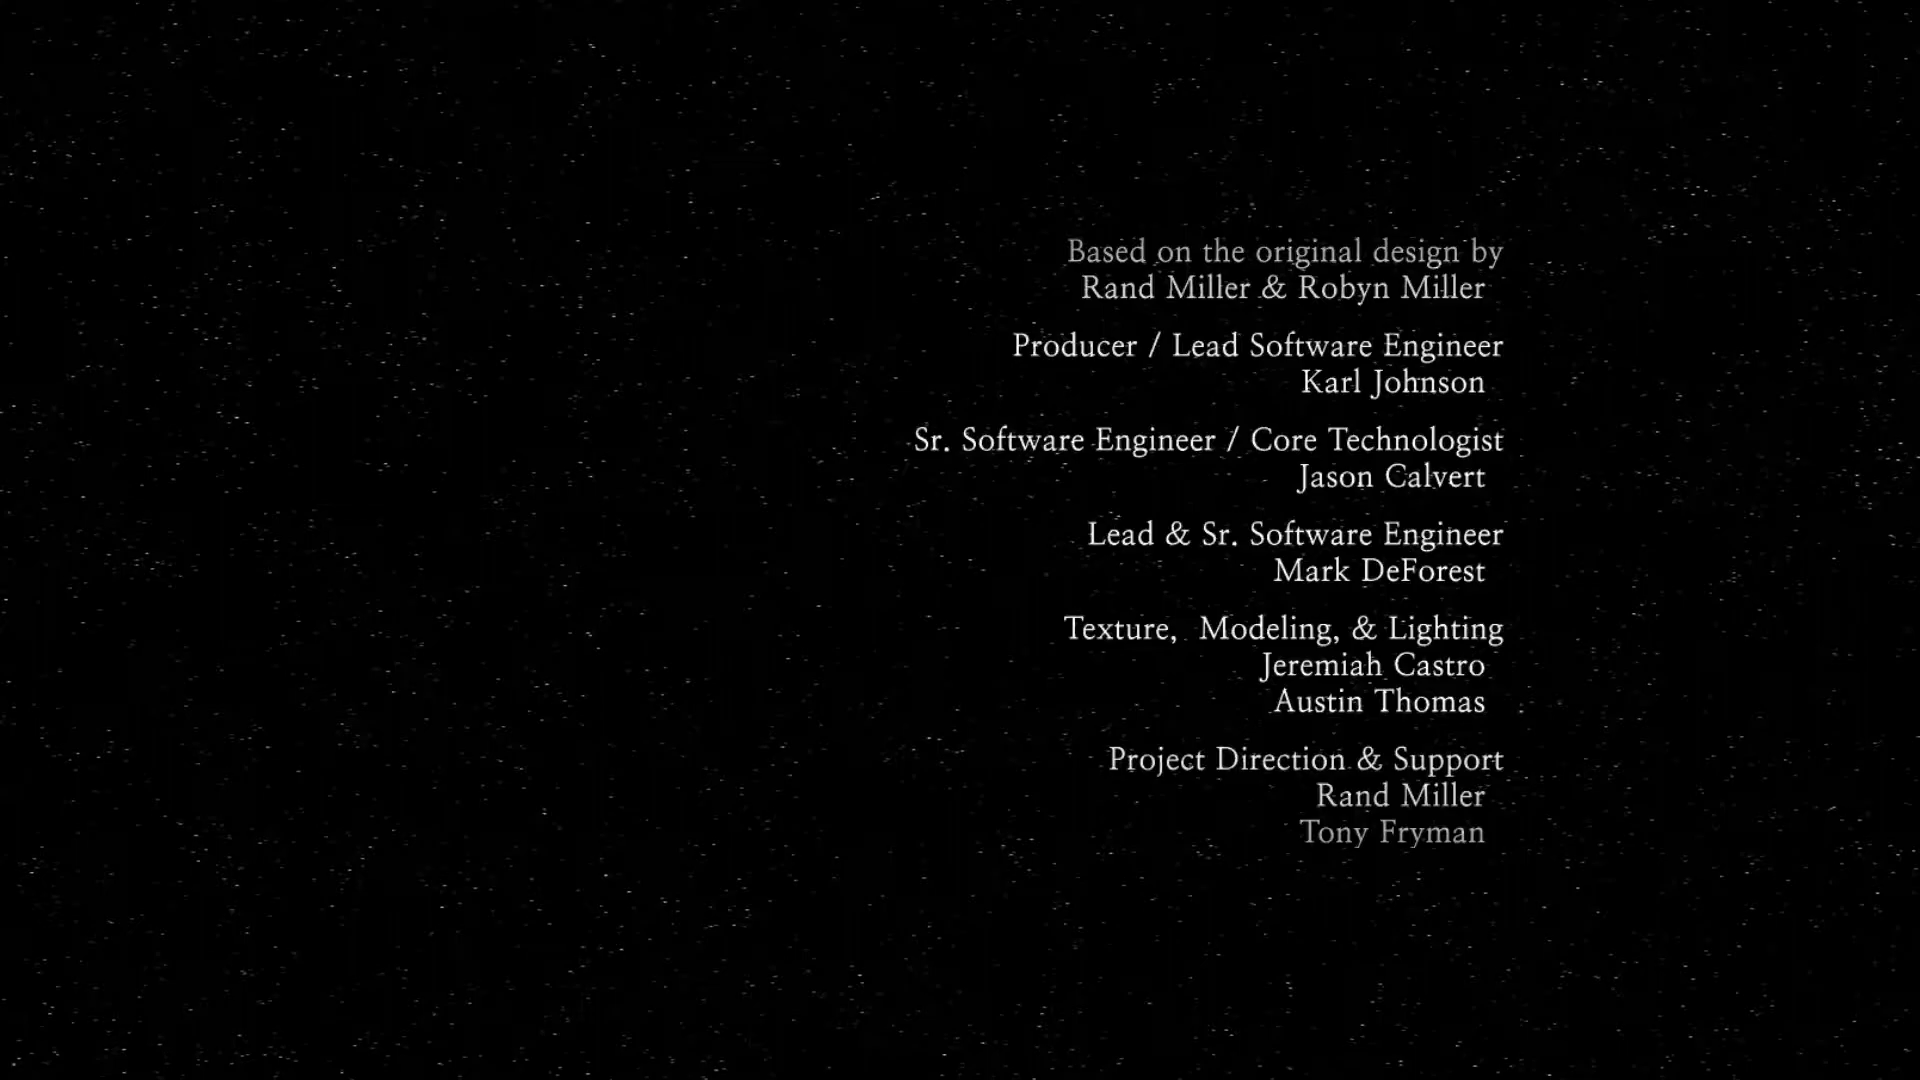 Based on the original design by
Rand Miller & Robyn Miller
Producer / Lead Software Engineer
Karl Johnson
Sr. Software Engineer / Core Technologist
Jason Calvert
Lead & Sr. Software Engineer
Mark DeForest
Texture, Modeling, & Lighting
Jeremiah Castro
Austin Thomas
Project Direction & Support
Rand Miller
Tony Fryman